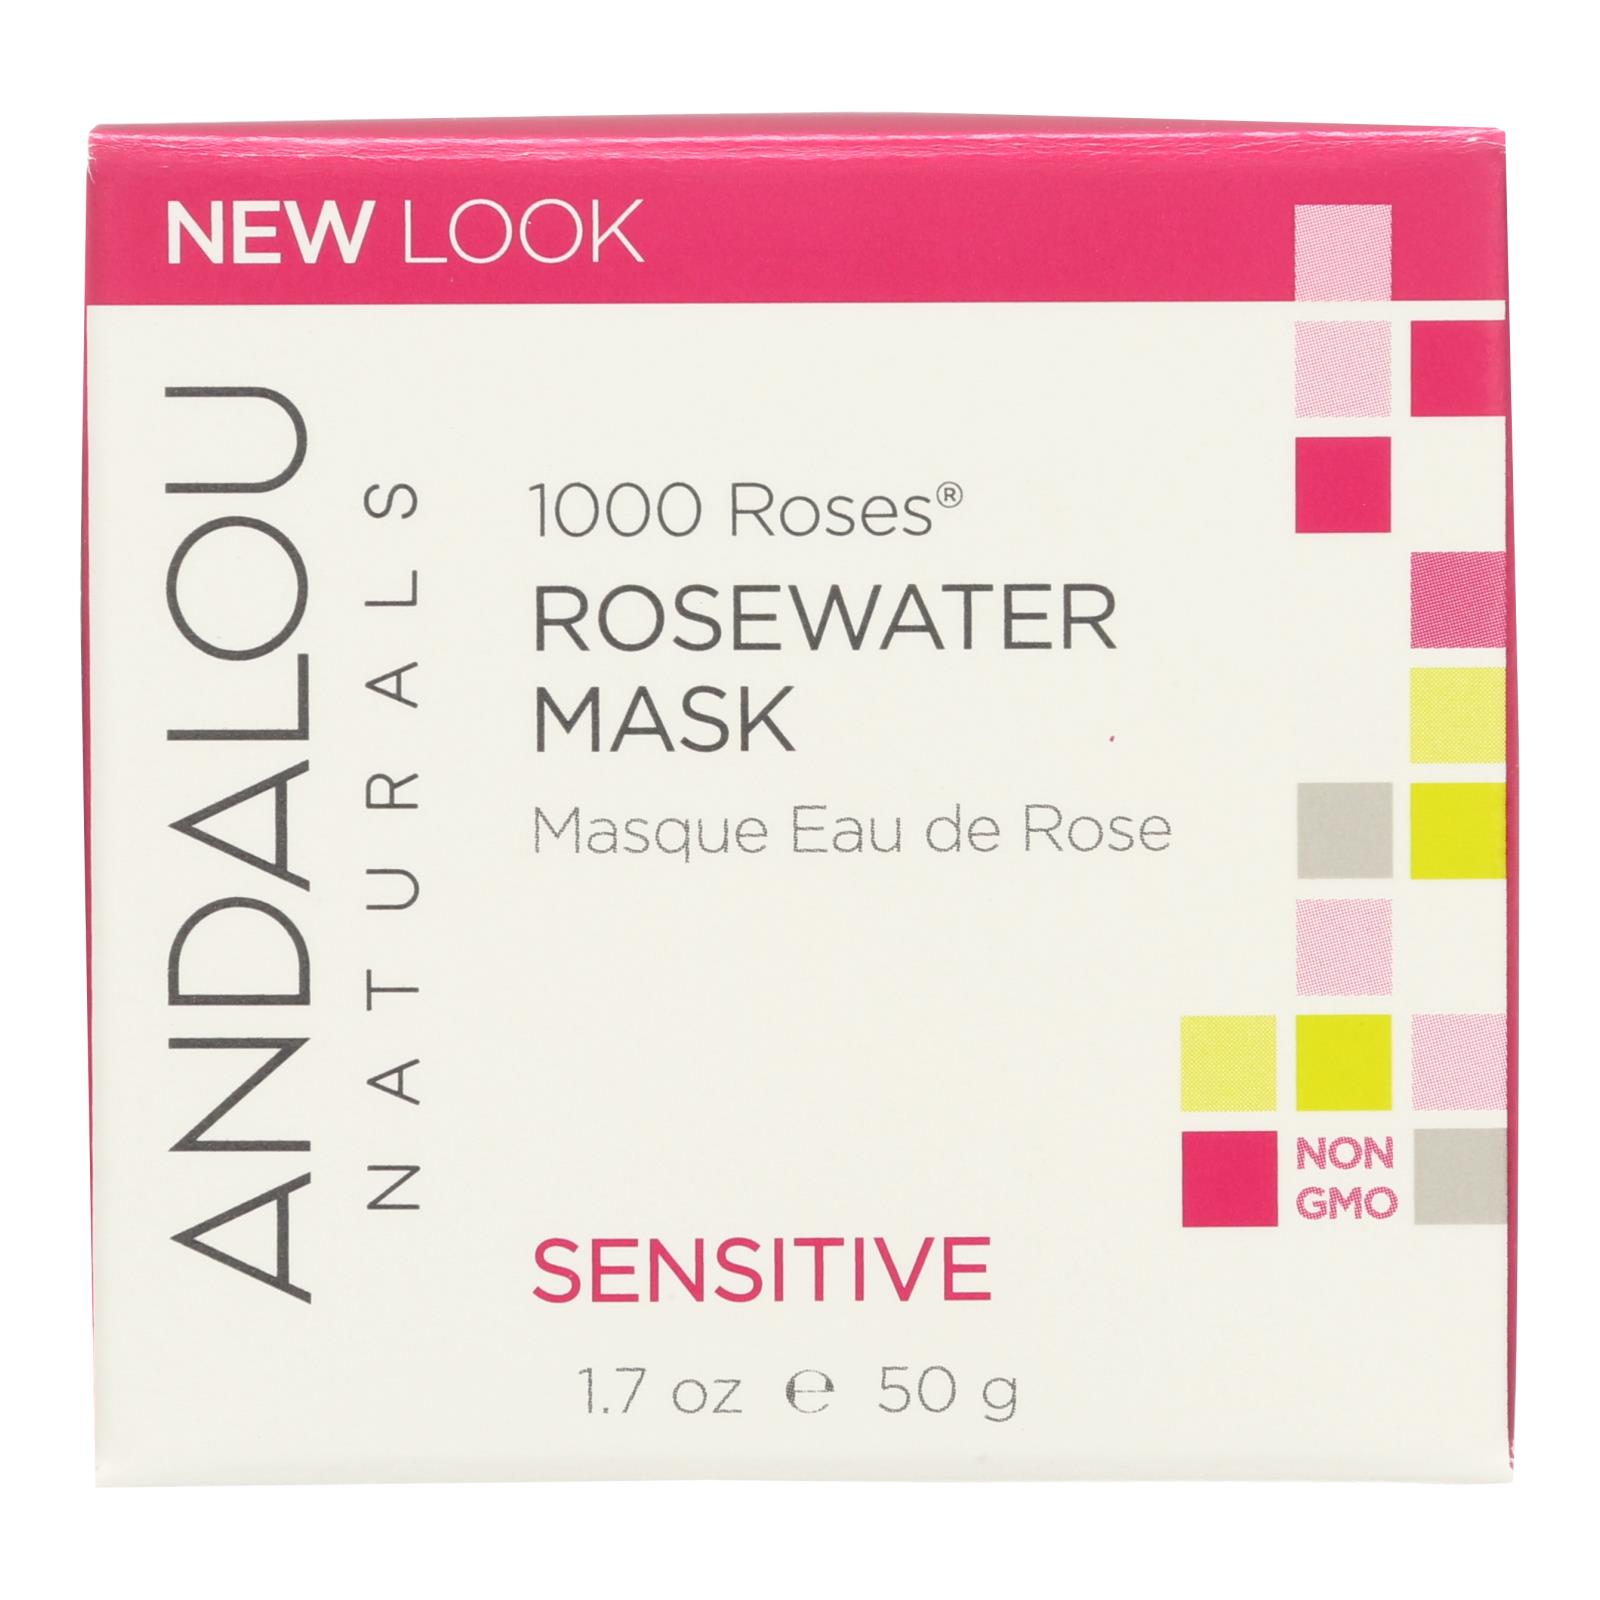 NEW LOOK
ANDALOU
NATURALS
1000 Roses®
ROSEWATER
MASK
Masque Eau de Rose
NON
GMO
SENSITIVE
1.7 oz ℮ 50 g